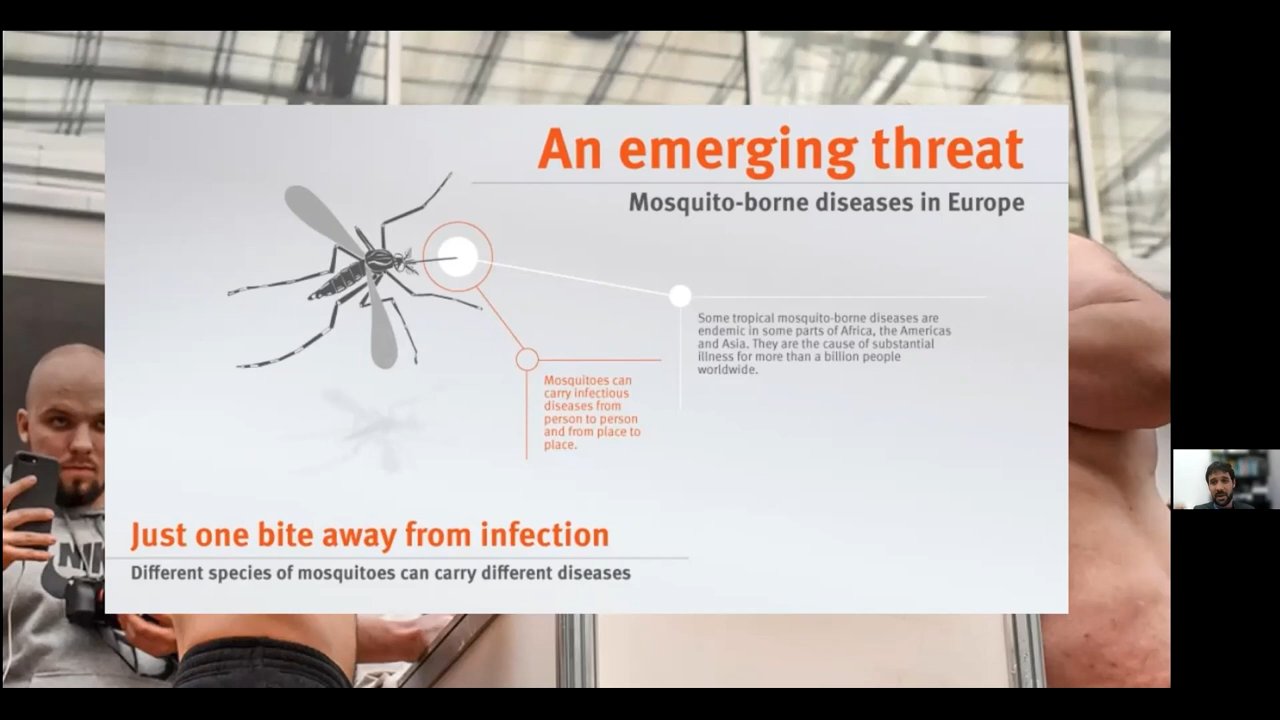 An emerging threat
Mosquito-borne diseases in Europe
Some tropical mosquito-borne diseases are
endemic in some parts of Africa, the Americas
and Asia. They are the cause of substantial
illness for more than a billion people
worldwide.
Mosquitoes can
carry infectious
diseases from
person to person
and from place to
place.
Just one bite away from infection
Different species of mosquitoes can carry different diseases